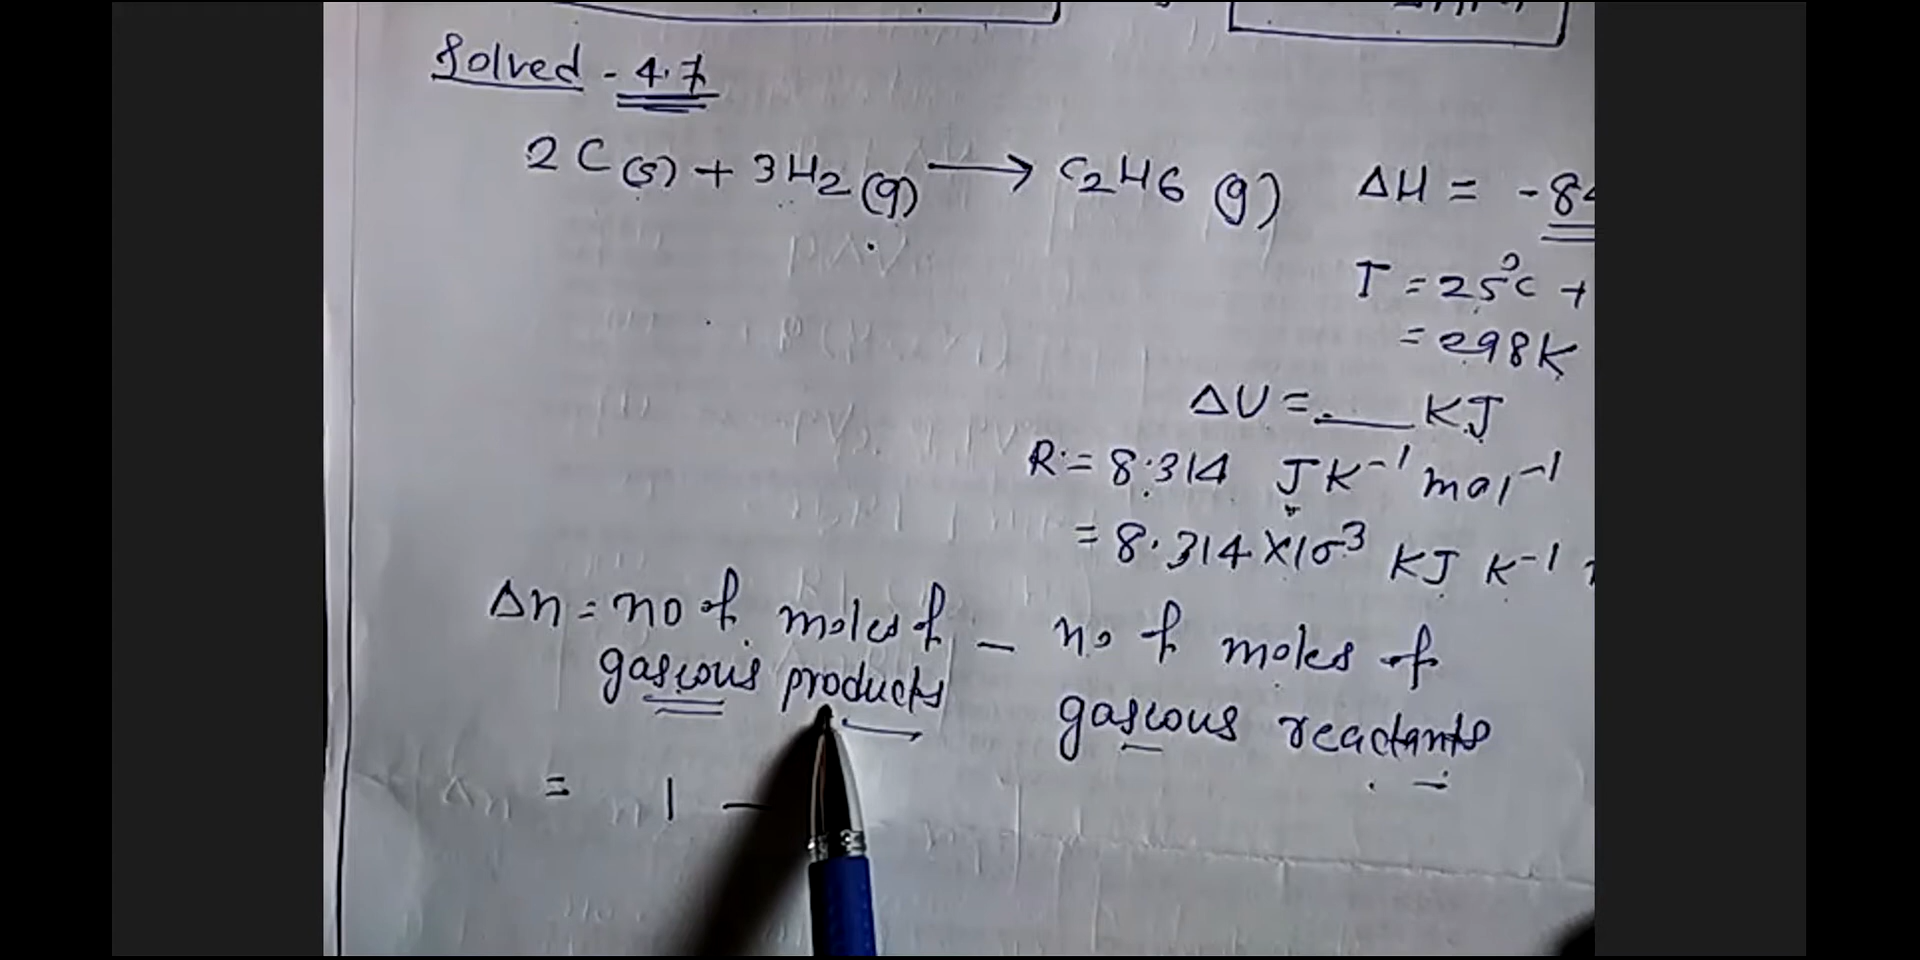 Solved - 4.7
2C(s) + 3H2(g) → C2H6 (g) ΔH = -84
T = 25°C +
= 298K
ΔU = ___ KJ
R = 8.314 JK⁻¹ mol⁻¹
= 8.314 × 10⁻³ KJ K⁻¹
Δn = no of moles of – no of moles of
gaseous products gaseous reactants
= 1 –